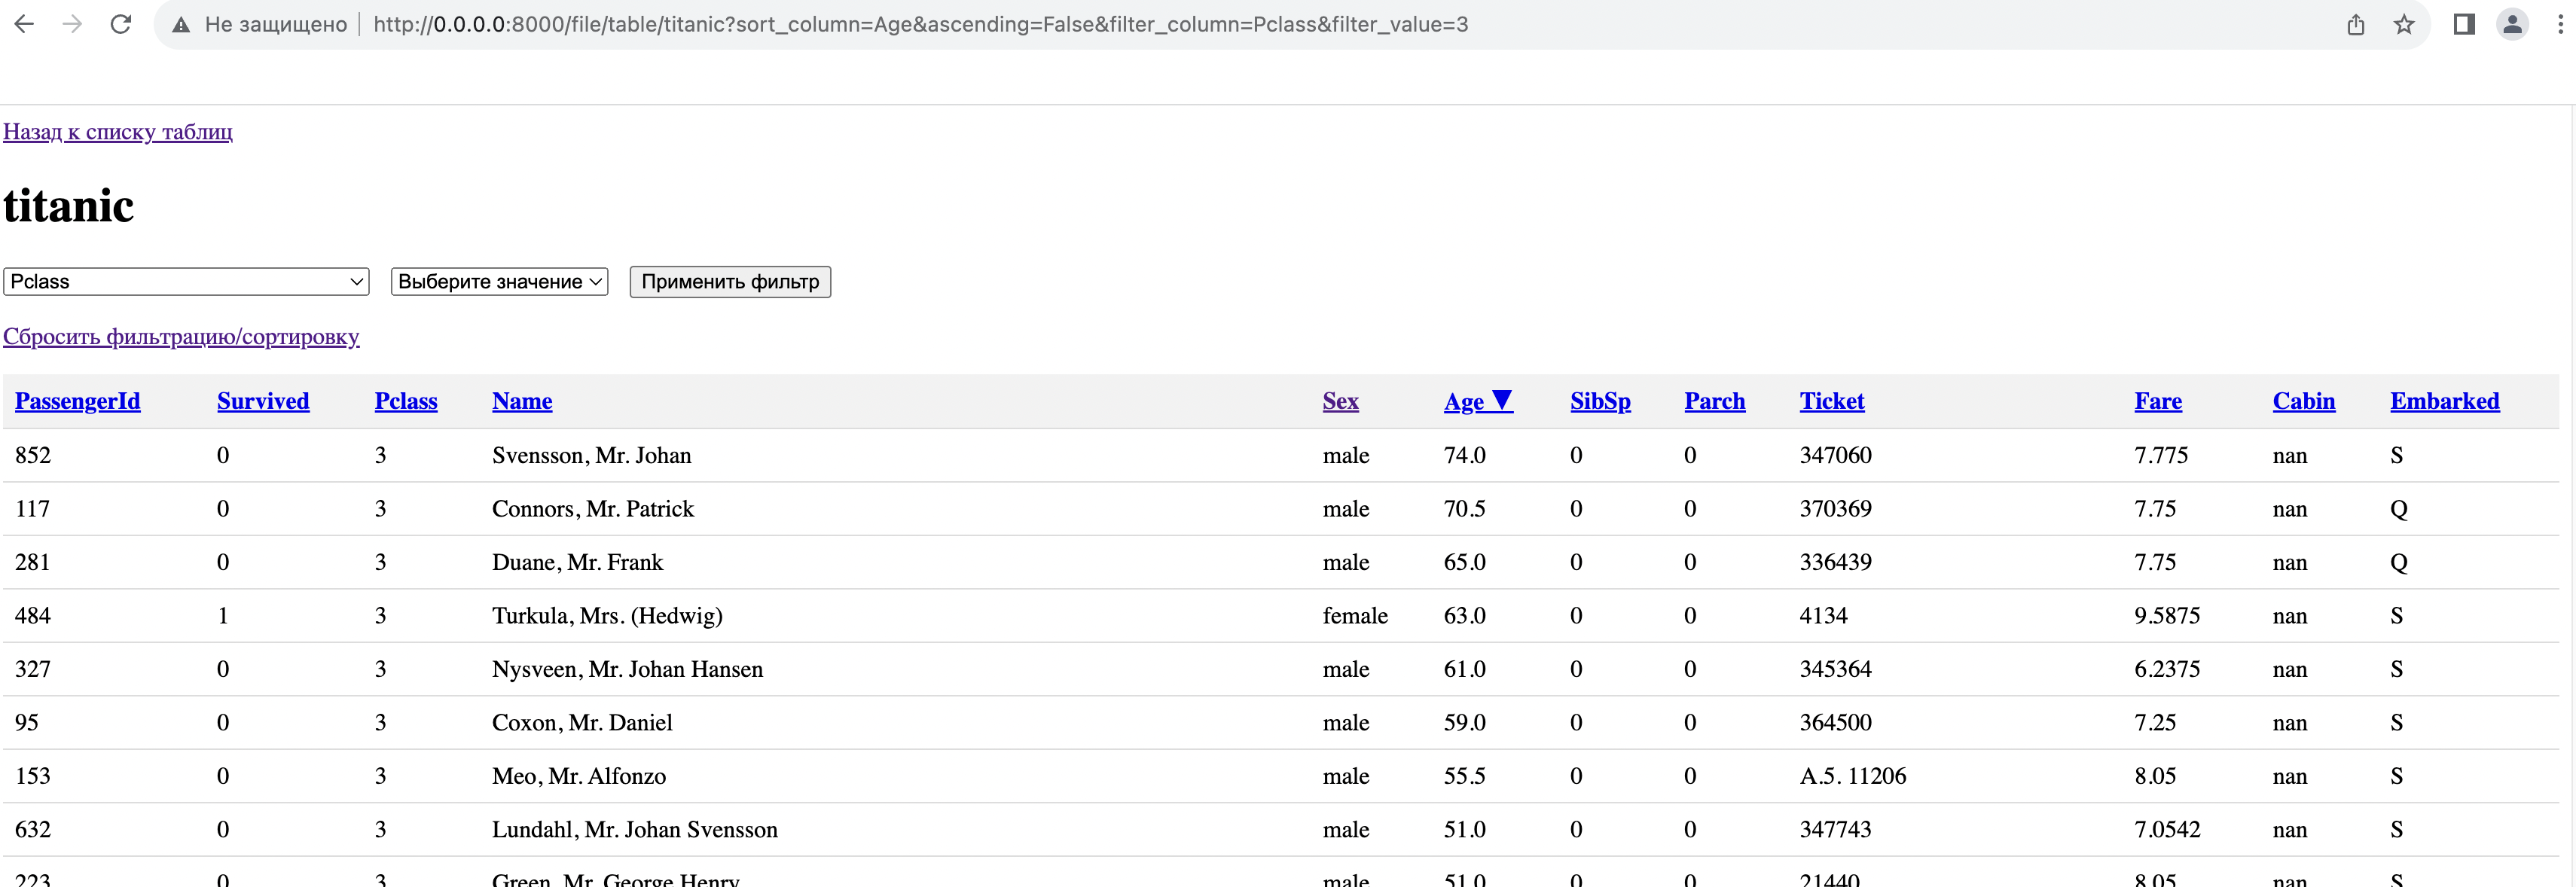 Не защищено http://0.0.0.0:8000/file/table/titanic?sort_column=Age&ascending=False&filter_column=Pclass&filter_value=3
Назад к списку таблиц
titanic
Pclass Выберите значение Применить фильтр
Сбросить фильтрацию/сортировку
PassengerId Survived Pclass Name Sex Age ▼ SibSp Parch Ticket Fare Cabin Embarked
852 0 3 Svensson, Mr. Johan male 74.0 0 0 347060 7.775 nan S
117 0 3 Connors, Mr. Patrick male 70.5 0 0 370369 7.75 nan Q
281 0 3 Duane, Mr. Frank male 65.0 0 0 336439 7.75 nan Q
484 1 3 Turkula, Mrs. (Hedwig) female 63.0 0 0 4134 9.5875 nan S
327 0 3 Nysveen, Mr. Johan Hansen male 61.0 0 0 345364 6.2375 nan S
95 0 3 Coxon, Mr. Daniel male 59.0 0 0 364500 7.25 nan S
153 0 3 Meo, Mr. Alfonzo male 55.5 0 0 A.5. 11206 8.05 nan S
632 0 3 Lundahl, Mr. Johan Svensson male 51.0 0 0 347743 7.0542 nan S
223 0 3 Green, Mr. George Henry male 51.0 0 0 21440 8.05 nan S